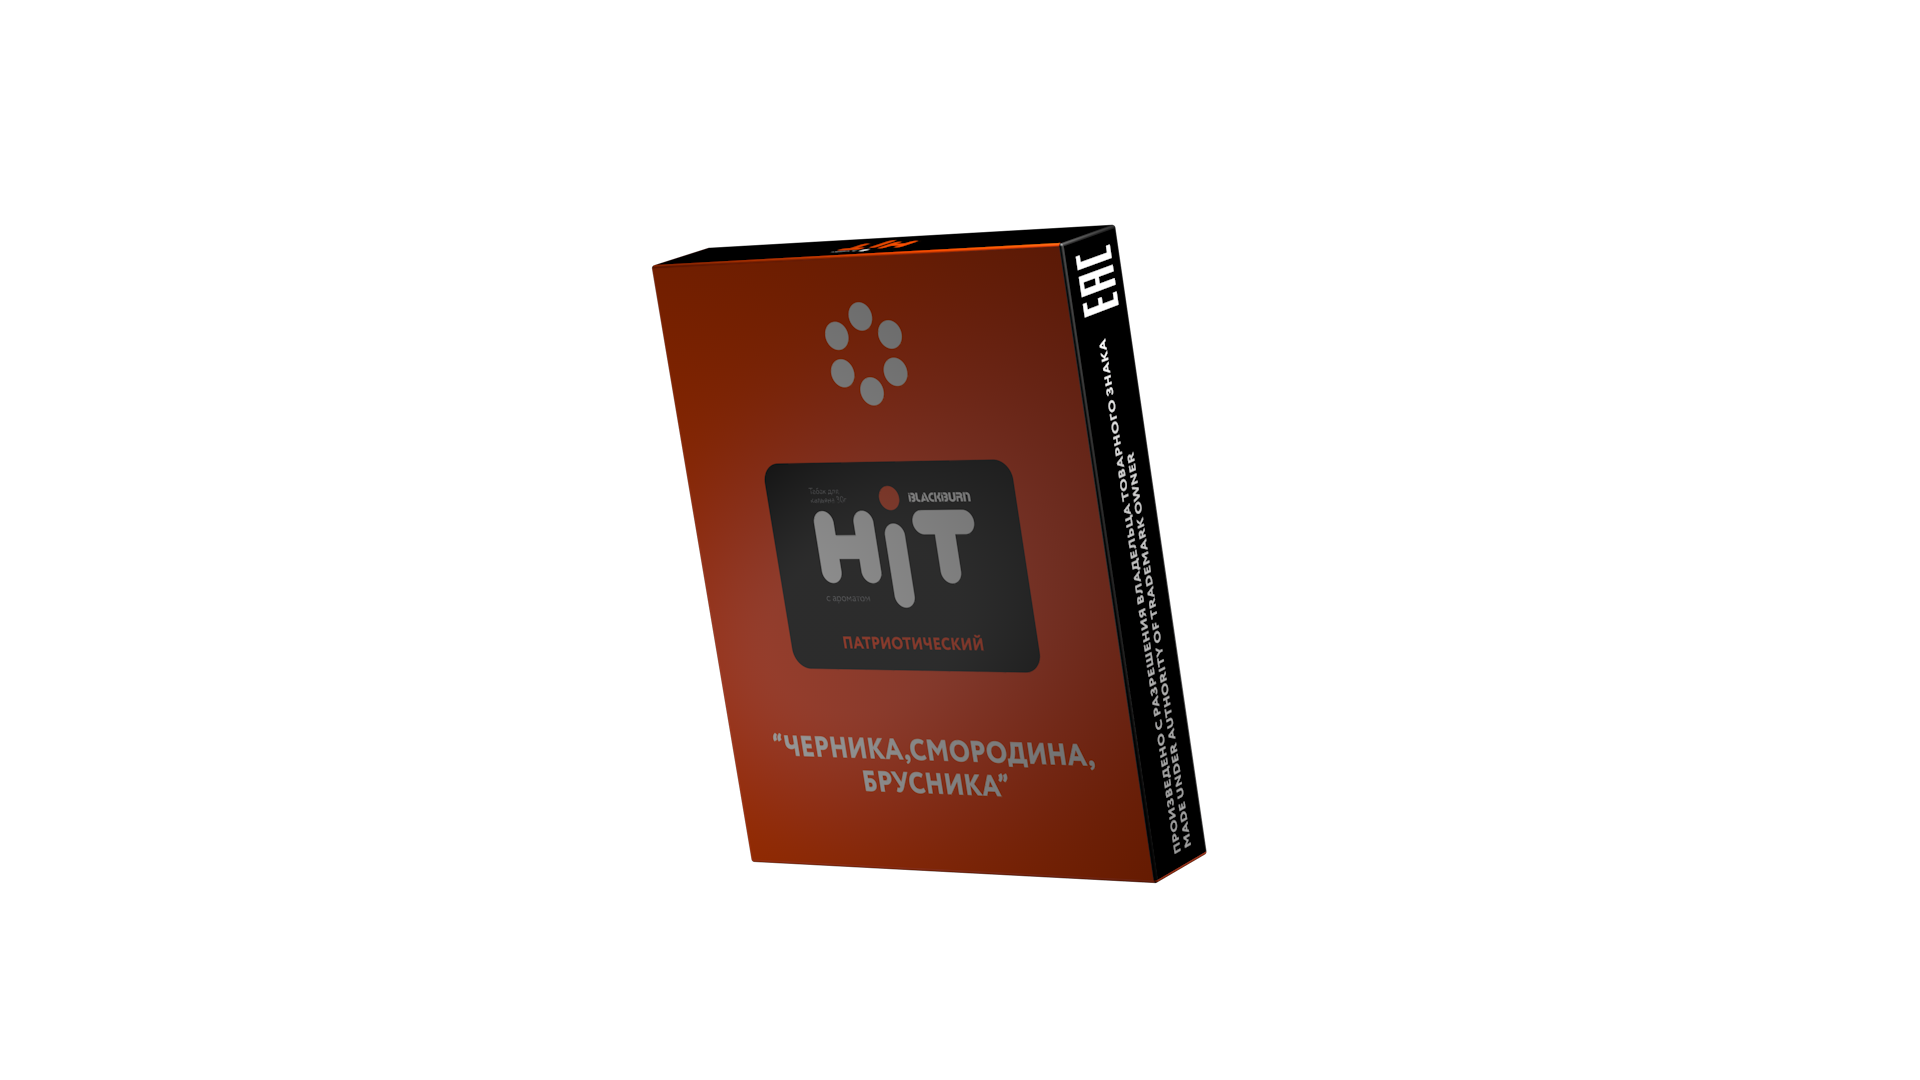 HIT
EAC
Табак для
кальяна 50г
BLACKBURN
HiT
с ароматом
ПАТРИОТИЧЕСКИЙ
“ЧЕРНИКА,СМОРОДИНА,
БРУСНИКА”
ПРОИЗВЕДЕНО С РАЗРЕШЕНИЯ ВЛАДЕЛЬЦА ТОВАРНОГО ЗНАКА
MADE UNDER AUTHORITY OF TRADEMARK OWNER